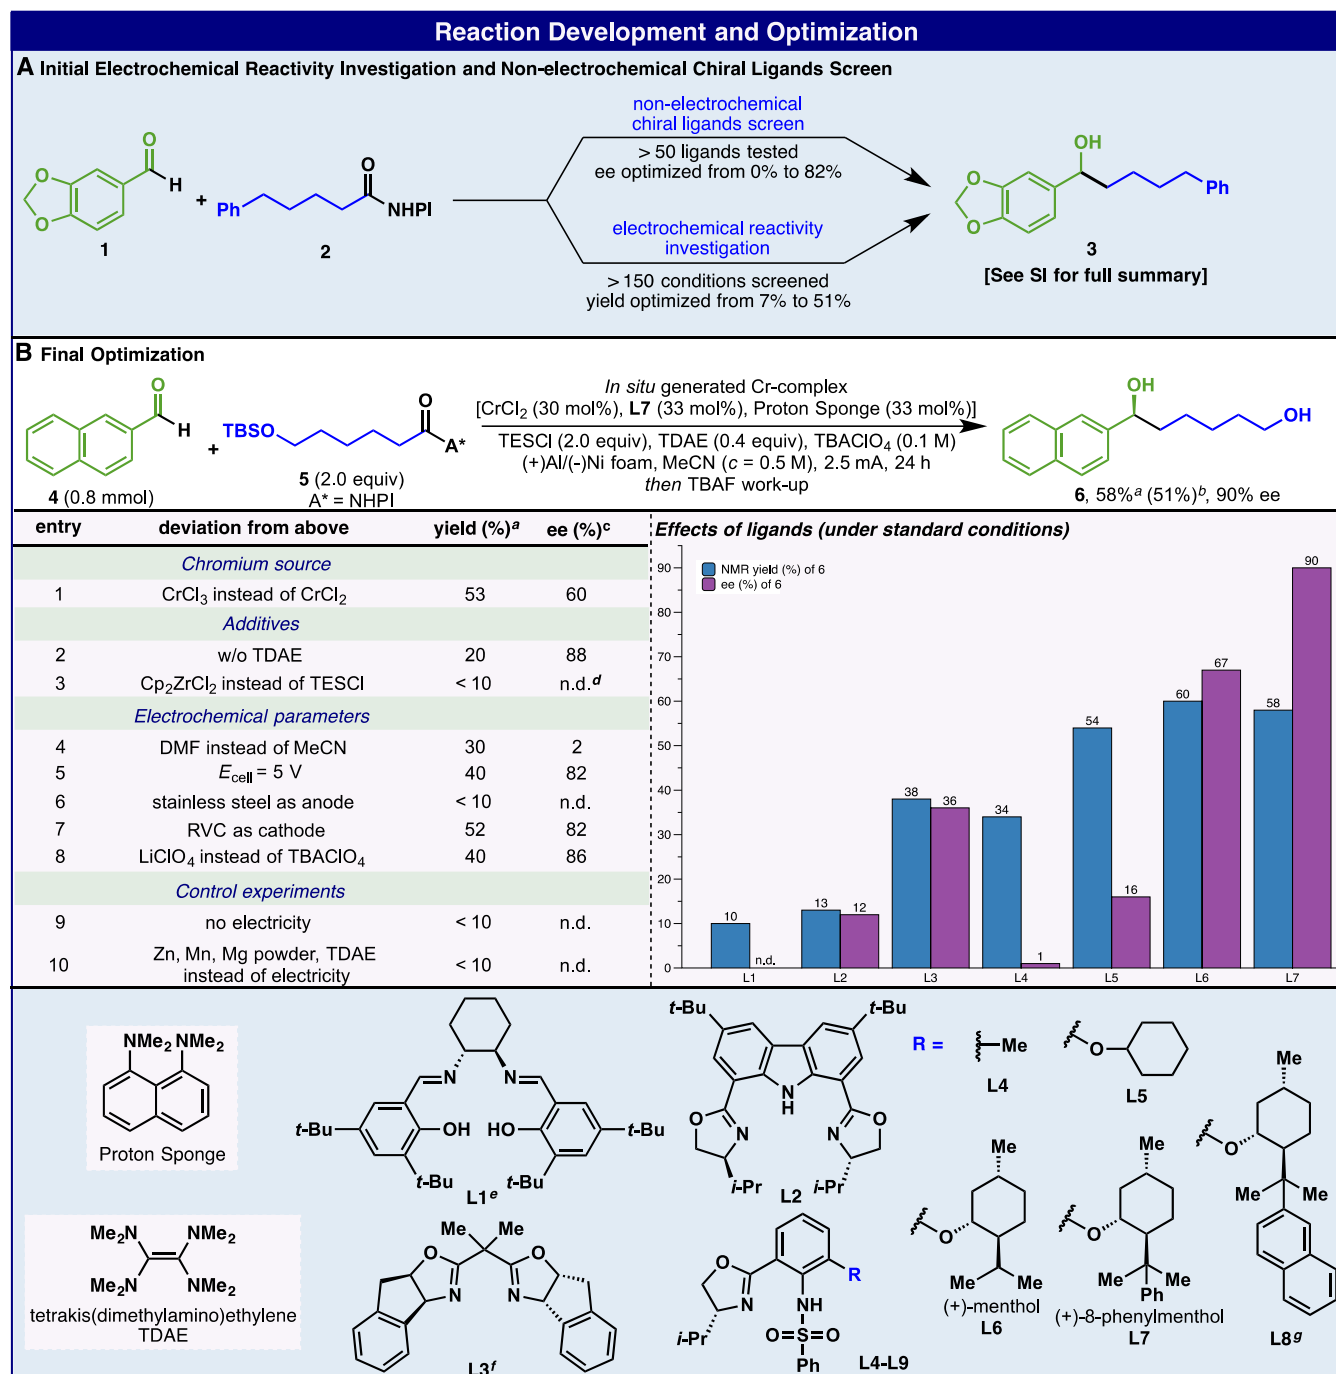 Reaction Development and Optimization
A Initial Electrochemical Reactivity Investigation and Non-electrochemical Chiral Ligands Screen
non-electrochemical
chiral ligands screen
> 50 ligands tested
ee optimized from 0% to 82%
O
H
O
O
1
+
Ph
O
NHPI
2
electrochemical reactivity
investigation
> 150 conditions screened
yield optimized from 7% to 51%
OH
O
O
Ph
3
[See SI for full summary]
B Final Optimization
O
H
4 (0.8 mmol)
+
TBSO
O
A*
5 (2.0 equiv)
A* = NHPI
In situ generated Cr-complex
[CrCl2 (30 mol%), L7 (33 mol%), Proton Sponge (33 mol%)]
TESCl (2.0 equiv), TDAE (0.4 equiv), TBAClO4 (0.1 M)
(+)Al/(-)Ni foam, MeCN (c = 0.5 M), 2.5 mA, 24 h
then TBAF work-up
OH
OH
6, 58%a (51%)b, 90% ee
entry deviation from above yield (%)a ee (%)c
Chromium source
1 CrCl3 instead of CrCl2 53 60
Additives
2 w/o TDAE 20 88
3 Cp2ZrCl2 instead of TESCl < 10 n.d.d
Electrochemical parameters
4 DMF instead of MeCN 30 2
5 Ecell = 5 V 40 82
6 stainless steel as anode < 10 n.d.
7 RVC as cathode 52 82
8 LiClO4 instead of TBAClO4 40 86
Control experiments
9 no electricity < 10 n.d.
10 Zn, Mn, Mg powder, TDAE
instead of electricity < 10 n.d.
Effects of ligands (under standard conditions)
NMR yield (%) of 6
ee (%) of 6
90
80
70
60
50
40
30
20
10
0
10
n.d.
13
12
38
36
34
1
54
16
60
67
58
90
L1 L2 L3 L4 L5 L6 L7
NMe2 NMe2
Proton Sponge
Me2N NMe2
Me2N NMe2
tetrakis(dimethylamino)ethylene
TDAE
N N
t-Bu OH HO t-Bu
t-Bu t-Bu
L1e
t-Bu t-Bu
N
H
O N N O
i-Pr i-Pr
L2
Me Me
O O
N N
L3f
O
N
R
i-Pr
NH
O=S=O
Ph
L4-L9
R =
Me
L4
O
L5
Me
O
Me Me
(+)-menthol
L6
Me
O
Me Me
Ph
(+)-8-phenylmenthol
L7
Me
O
Me Me
L8g